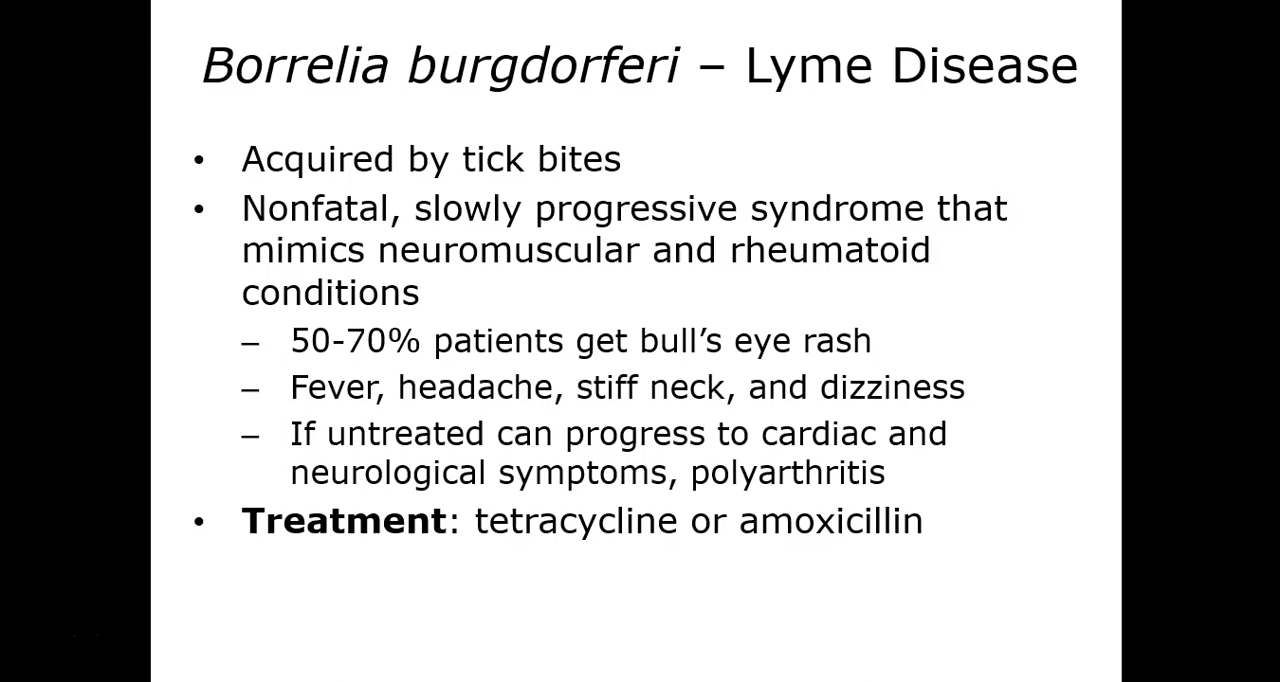 Borrelia burgdorferi – Lyme Disease
• Acquired by tick bites
• Nonfatal, slowly progressive syndrome that
mimics neuromuscular and rheumatoid
conditions
– 50-70% patients get bull’s eye rash
– Fever, headache, stiff neck, and dizziness
– If untreated can progress to cardiac and
neurological symptoms, polyarthritis
• Treatment: tetracycline or amoxicillin